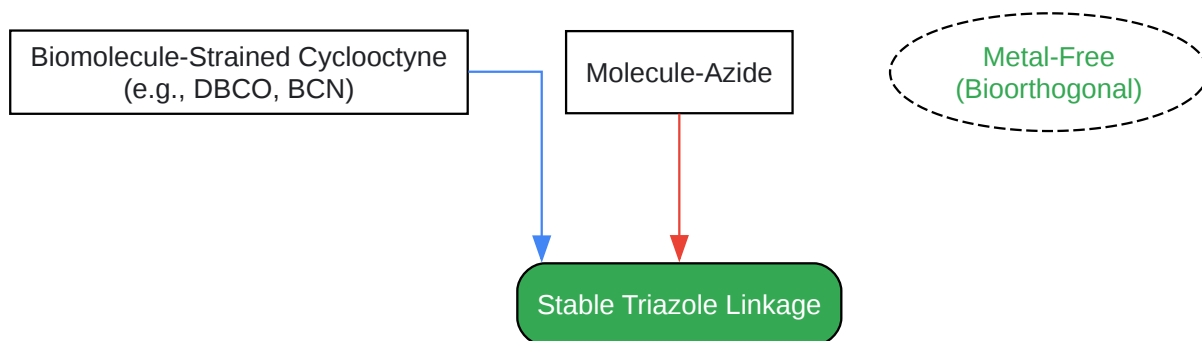 Biomolecule-Strained Cyclooctyne
(e.g., DBCO, BCN)
Molecule-Azide
Metal-Free
(Bioorthogonal)
Stable Triazole Linkage